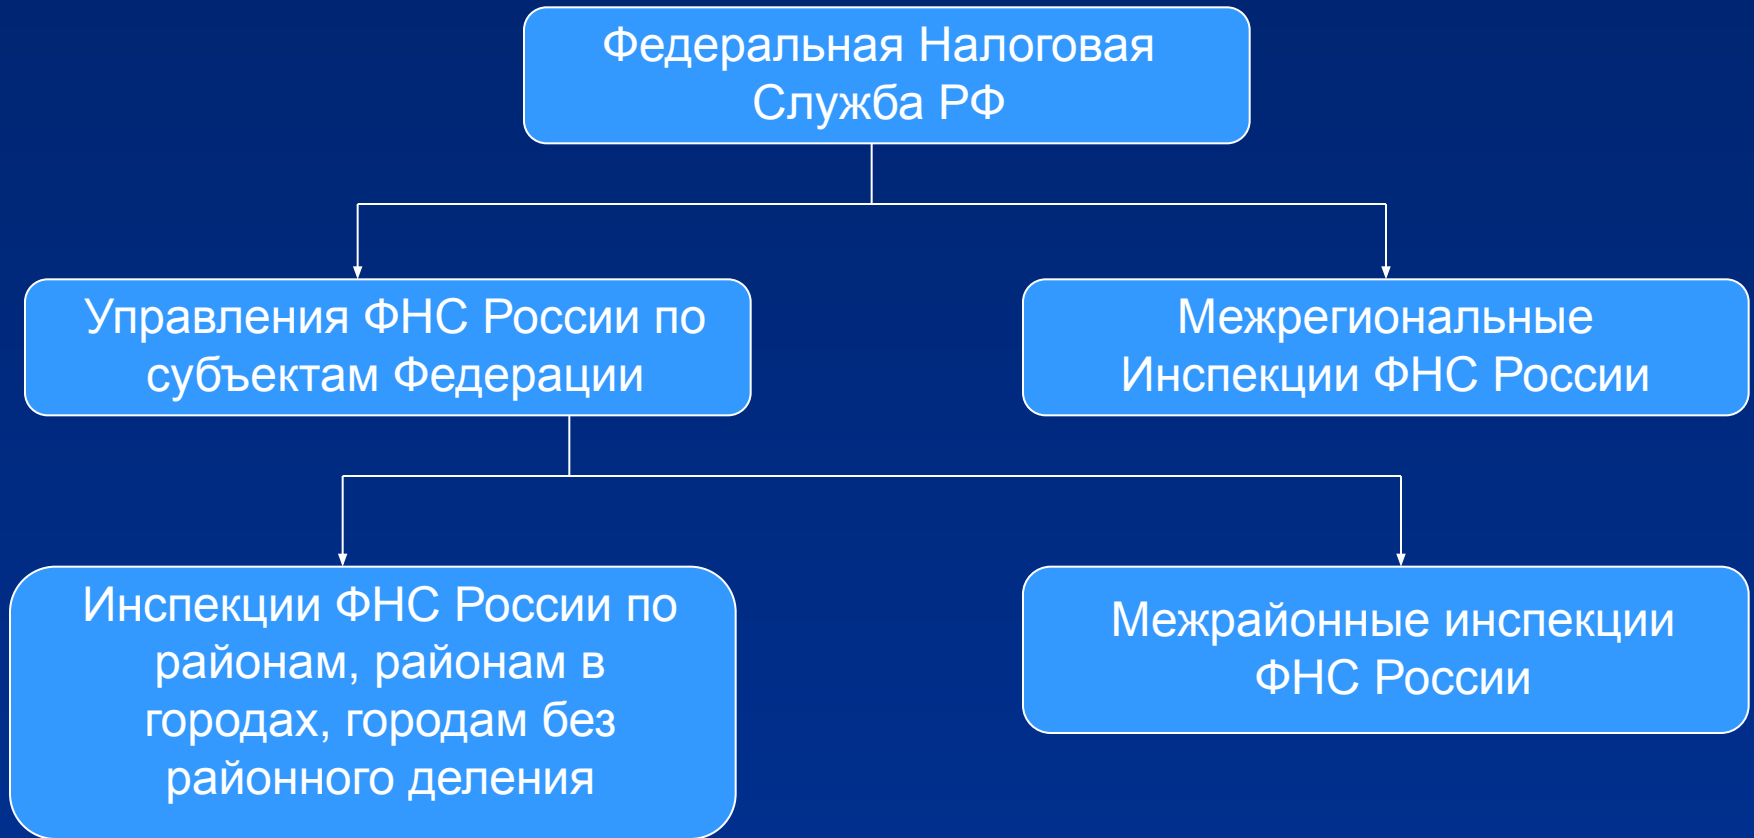 Федеральная Налоговая
Служба РФ
Управления ФНС России по
субъектам Федерации
Межрегиональные
Инспекции ФНС России
Инспекции ФНС России по
районам, районам в
городах, городам без
районного деления
Межрайонные инспекции
ФНС России